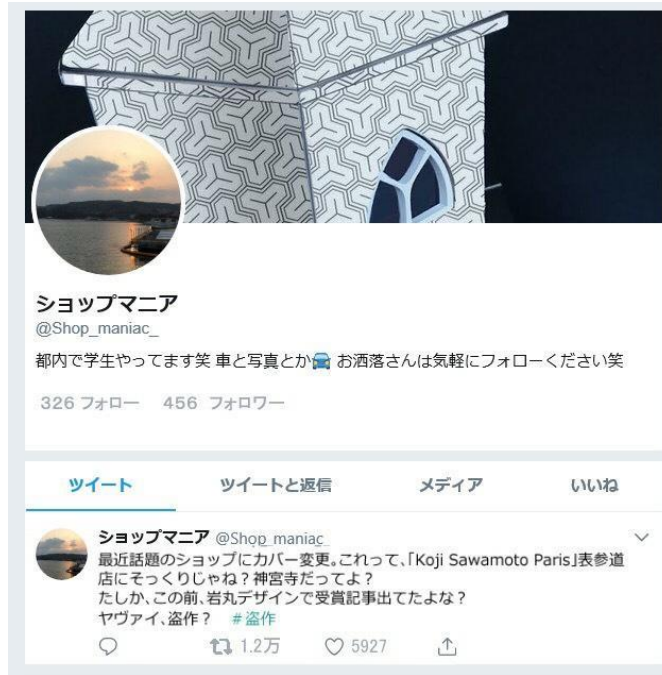 ショップマニア
@Shop_maniac_
都内で学生やってます笑 車と写真とか🚘 お洒落さんは気軽にフォローください笑
326 フォロー 456 フォロワー
ツイート ツイートと返信 メディア いいね
ショップマニア @Shop_maniac_
最近話題のショップにカバー変更。これって、「Koji Sawamoto Paris」表参道
店にそっくりじゃね？神宮寺だってよ？
たしか、この前、岩丸デザインで受賞記事出てたよな？
ヤヴァイ、盗作？ #盗作
1.2万 5927